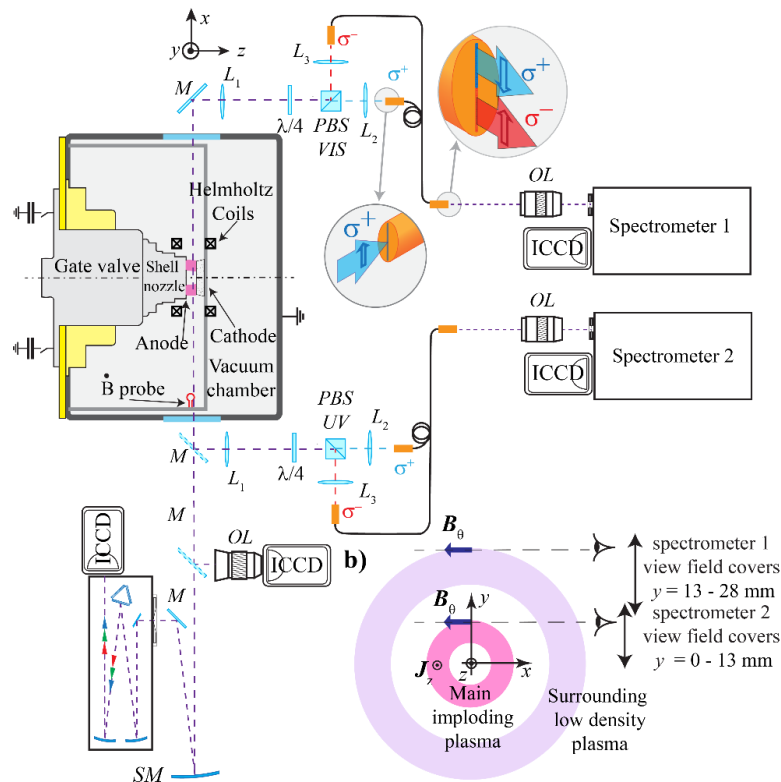 x
y
z
M
L1
λ/4
PBS
VIS
L3
σ−
L2
σ+
σ+
σ−
σ+
OL
Spectrometer 1
ICCD
Helmholtz
Coils
Gate valve
Shell
nozzle
Anode
Cathode
Vacuum
chamber
Ḃ probe
OL
Spectrometer 2
ICCD
M
L1
λ/4
PBS
UV
L2
σ+
L3
σ−
M
OL
ICCD
ICCD
M
SM
b)
Bθ
Bθ
y
x
z
Jz
Main
imploding
plasma
Surrounding
low density
plasma
spectrometer 1
view field covers
y = 13 - 28 mm
spectrometer 2
view field covers
y = 0 - 13 mm